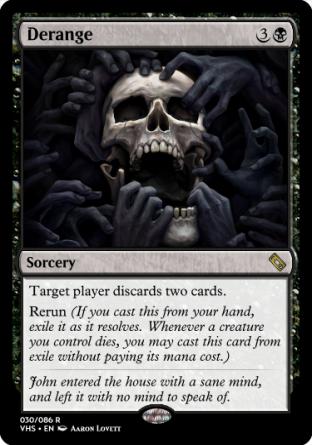 Derange 3
Sorcery
Target player discards two cards.
Rerun (If you cast this from your hand,
exile it as it resolves. Whenever a creature
you control dies, you may cast this card from
exile without paying its mana cost.)
John entered the house with a sane mind,
and left it with no mind to speak of.
030/086 R
VHS • EN Aaron Lovett